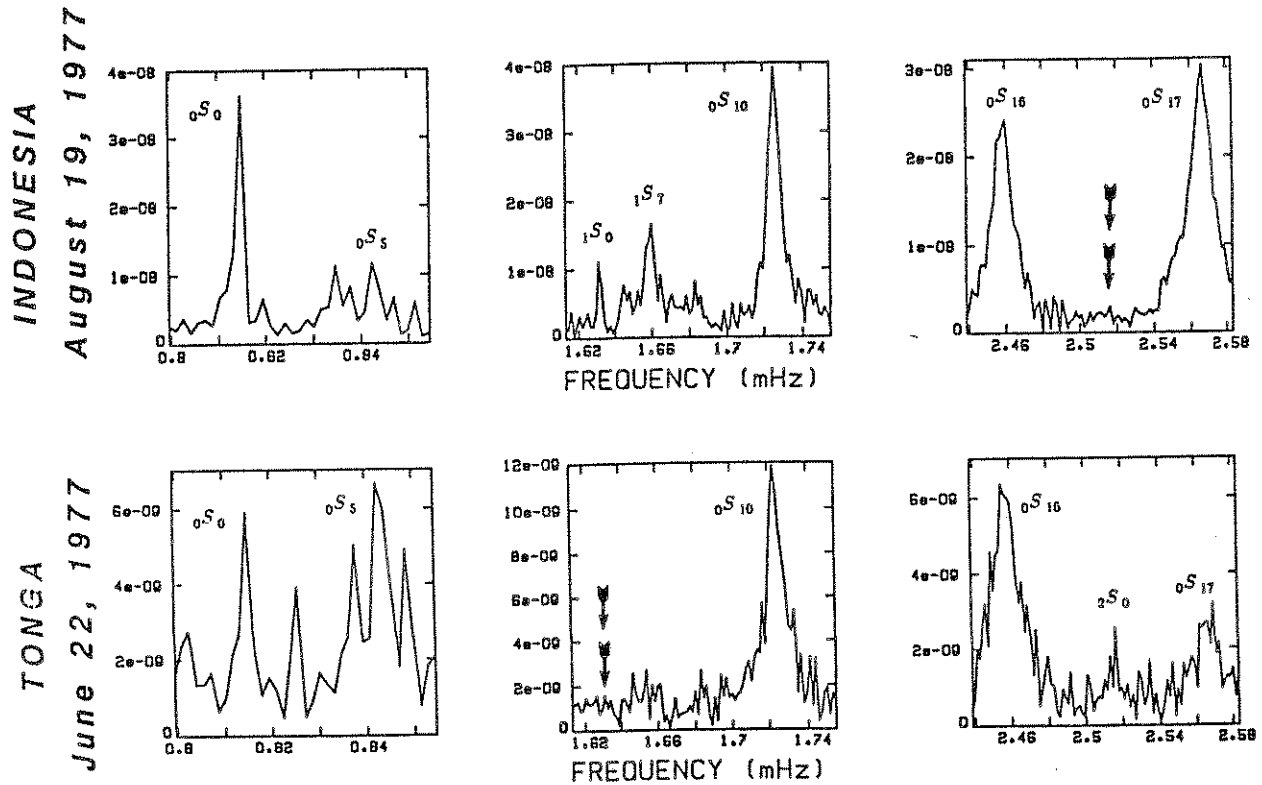 INDONESIA
August 19, 1977
4e-08
3e-08
2e-08
1e-08
0
0.8
0.82
0.84
₀S₀
₀S₅
4e-08
3e-08
2e-08
1e-08
0
1.62
1.66
1.7
1.74
₁S₀
₁S₇
₀S₁₀
FREQUENCY (mHz)
3e-08
2e-08
1e-08
0
2.46
2.5
2.54
2.58
₀S₁₆
₀S₁₇
TONGA
June 22, 1977
6e-09
4e-09
2e-09
0
0.8
0.82
0.84
₀S₀
₀S₅
12e-09
10e-09
8e-09
6e-09
4e-09
2e-09
0
1.62
1.66
1.7
1.74
₀S₁₀
FREQUENCY (mHz)
6e-09
4e-09
2e-09
0
2.46
2.5
2.54
2.58
₀S₁₆
₂S₀
₀S₁₇